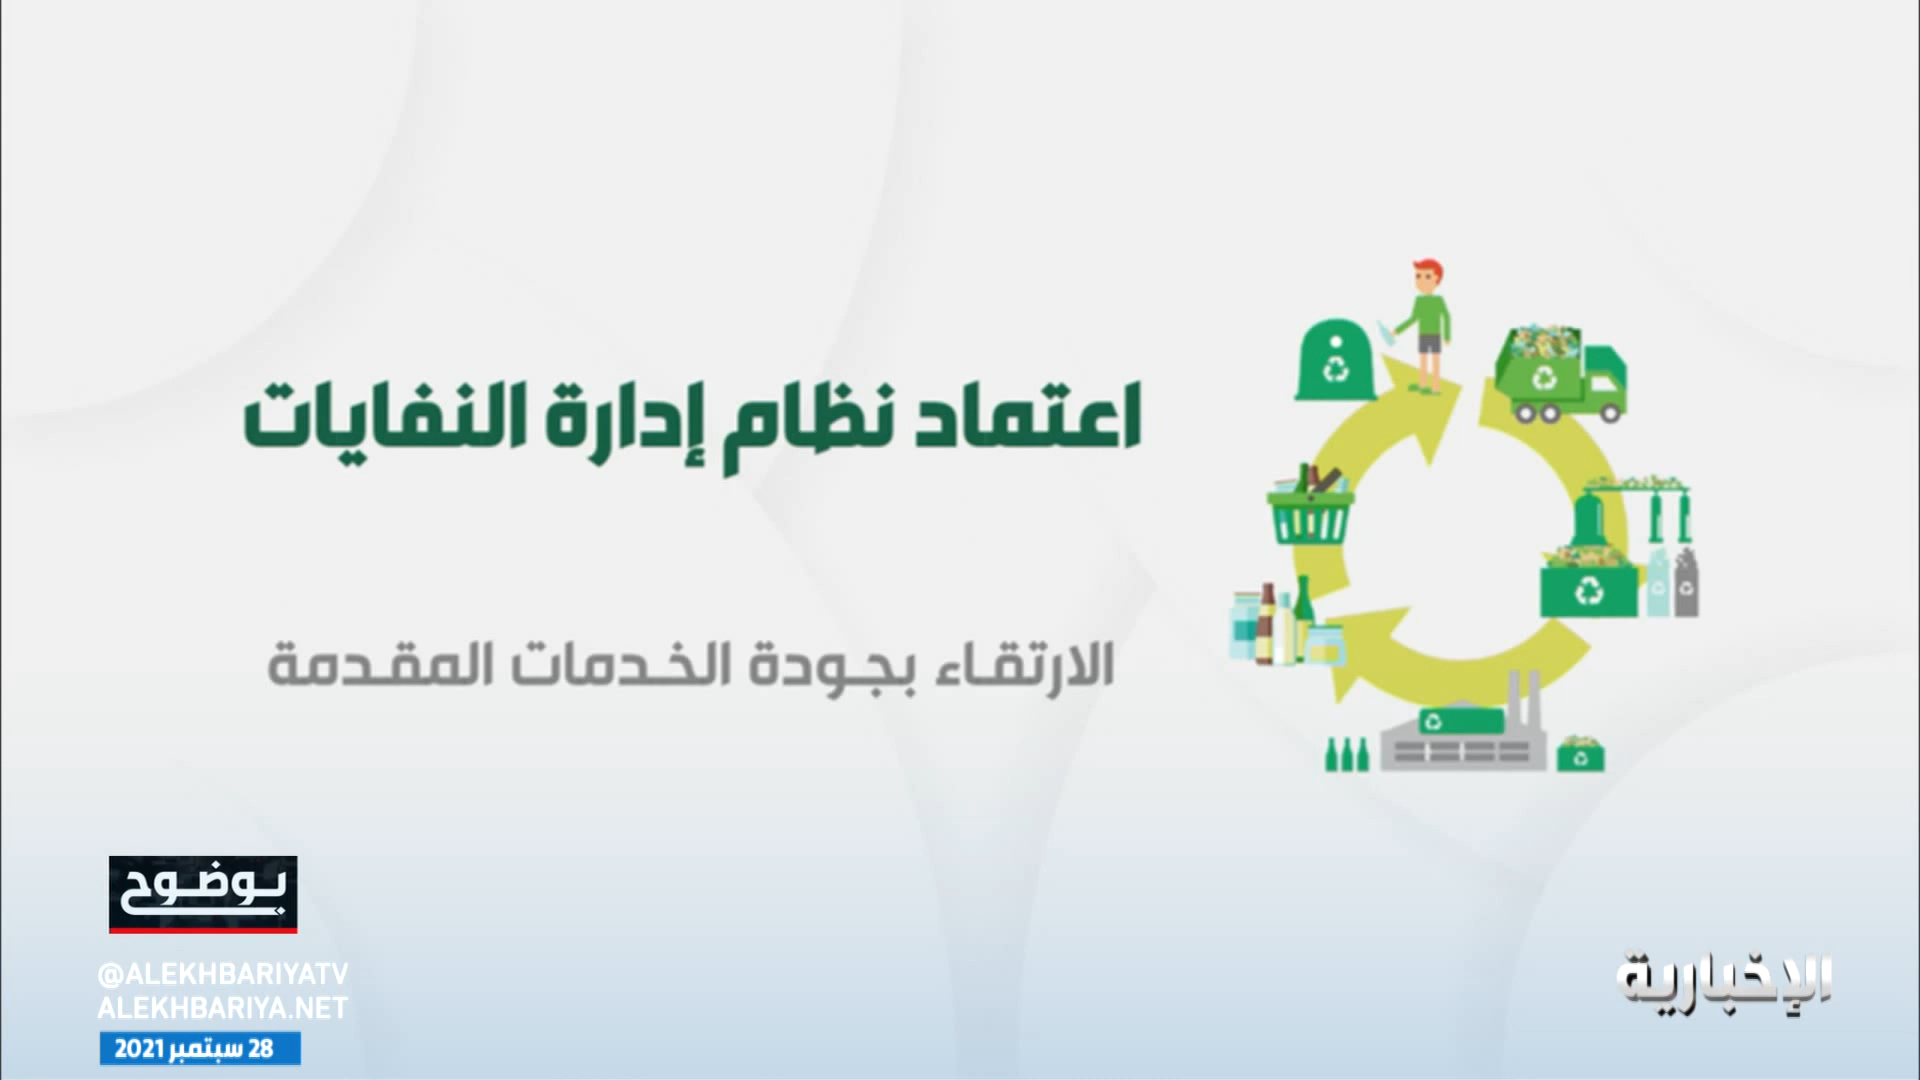 اعتماد نظام إدارة النفايات
الارتقاء بجودة الخدمات المقدمة
بوضوح
@ALEKHBARIYATV
ALEKHBARIYA.NET
28 سبتمبر 2021
الإخبارية